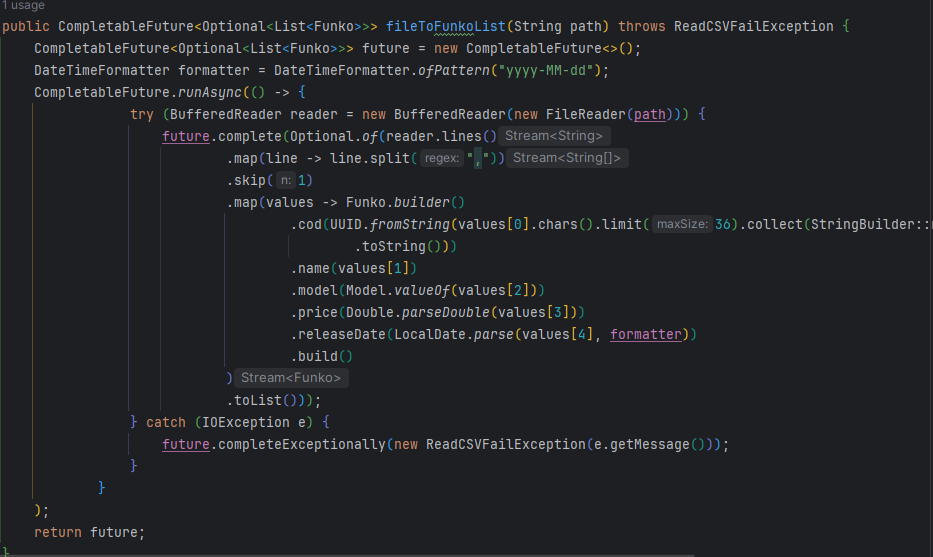 1 usage
public CompletableFuture<Optional<List<Funko>>> fileToFunkoList(String path) throws ReadCSVFailException {
CompletableFuture<Optional<List<Funko>>> future = new CompletableFuture<>();
DateTimeFormatter formatter = DateTimeFormatter.ofPattern("yyyy-MM-dd");
CompletableFuture.runAsync(() -> {
try (BufferedReader reader = new BufferedReader(new FileReader(path))) {
future.complete(Optional.of(reader.lines() Stream<String>
.map(line -> line.split( regex: ",")) Stream<String[]>
.skip( n: 1)
.map(values -> Funko.builder()
.cod(UUID.fromString(values[0].chars().limit( maxSize: 36).collect(StringBuilder::
.toString()))
.name(values[1])
.model(Model.valueOf(values[2]))
.price(Double.parseDouble(values[3]))
.releaseDate(LocalDate.parse(values[4], formatter))
.build()
) Stream<Funko>
.toList()));
} catch (IOException e) {
future.completeExceptionally(new ReadCSVFailException(e.getMessage()));
}
}
);
return future;
}